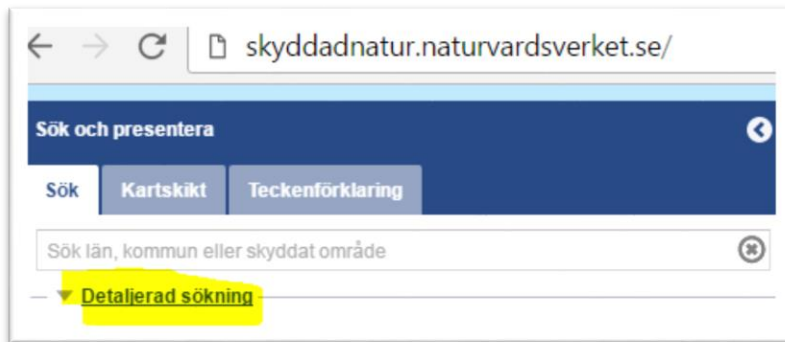 skyddadnatur.naturvardsverket.se/
Sök och presentera
Sök Kartskikt Teckenförklaring
Sök län, kommun eller skyddat område
Detaljerad sökning